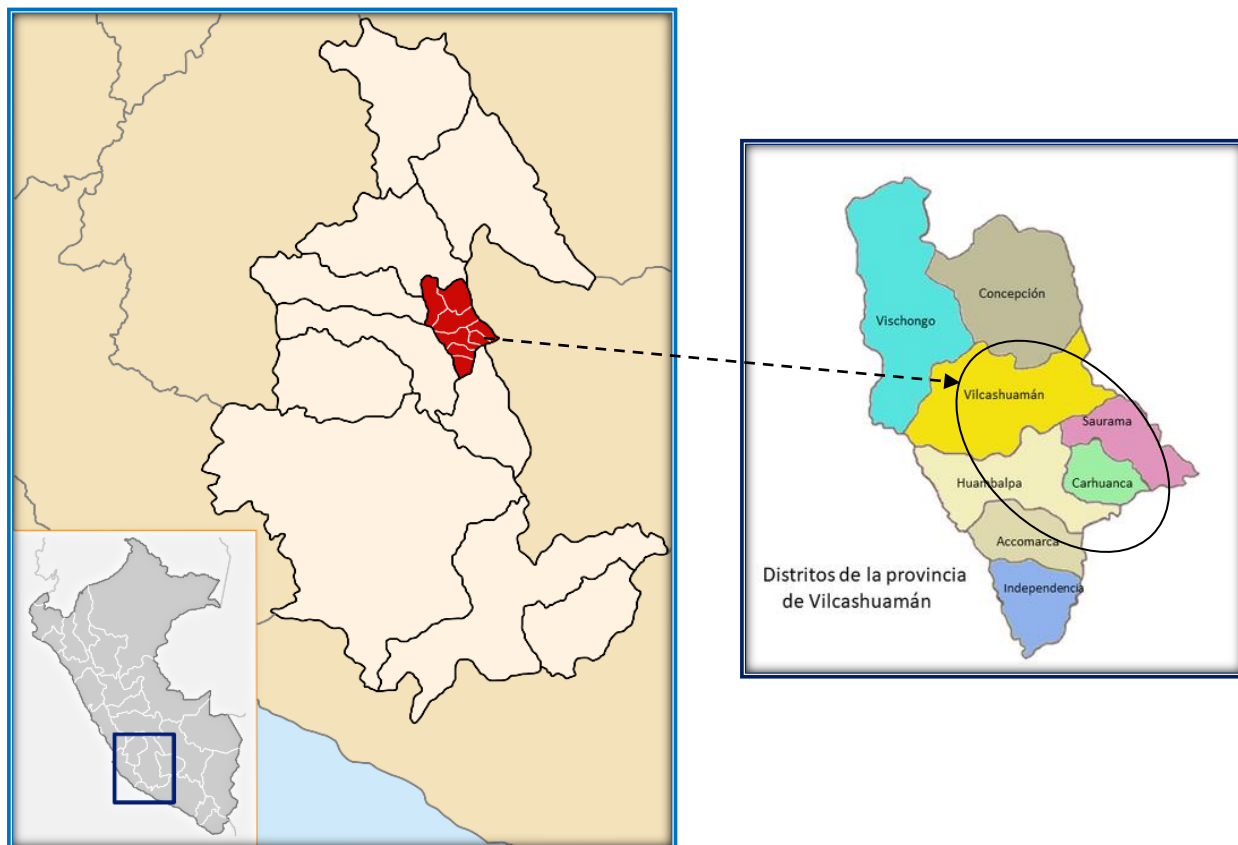 Concepción
Vischongo
Vilcashuamán
Saurama
Huambalpa
Carhuanca
Accomarca
Distritos de la provincia
de Vilcashuamán
Independencia